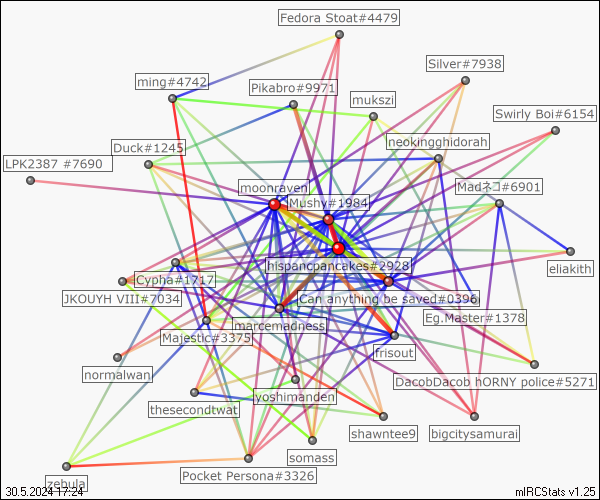 Fedora Stoat#4479
Silver#7938
ming#4742
Pikabro#9971
mukszi
Swirly Boi#6154
neokinghidorah
Duck#1245
LPK2387 #7690
moonraven
Madネコ#6901
Mushy#1984
hispancpancakes#2928
eliakith
Cypha#1717
JKOUYH VIII#7034
Can anything be saved#0396
Eg.Master#1378
marcemadness
Majestic#3375
frisout
normalwan
DacobDacob hORNY police#5271
yoshimanden
thesecondtwat
shawntee9
bigcitysamurai
somass
Pocket Persona#3326
zebula
30.5.2024 17:24
mIRCStats v1.25